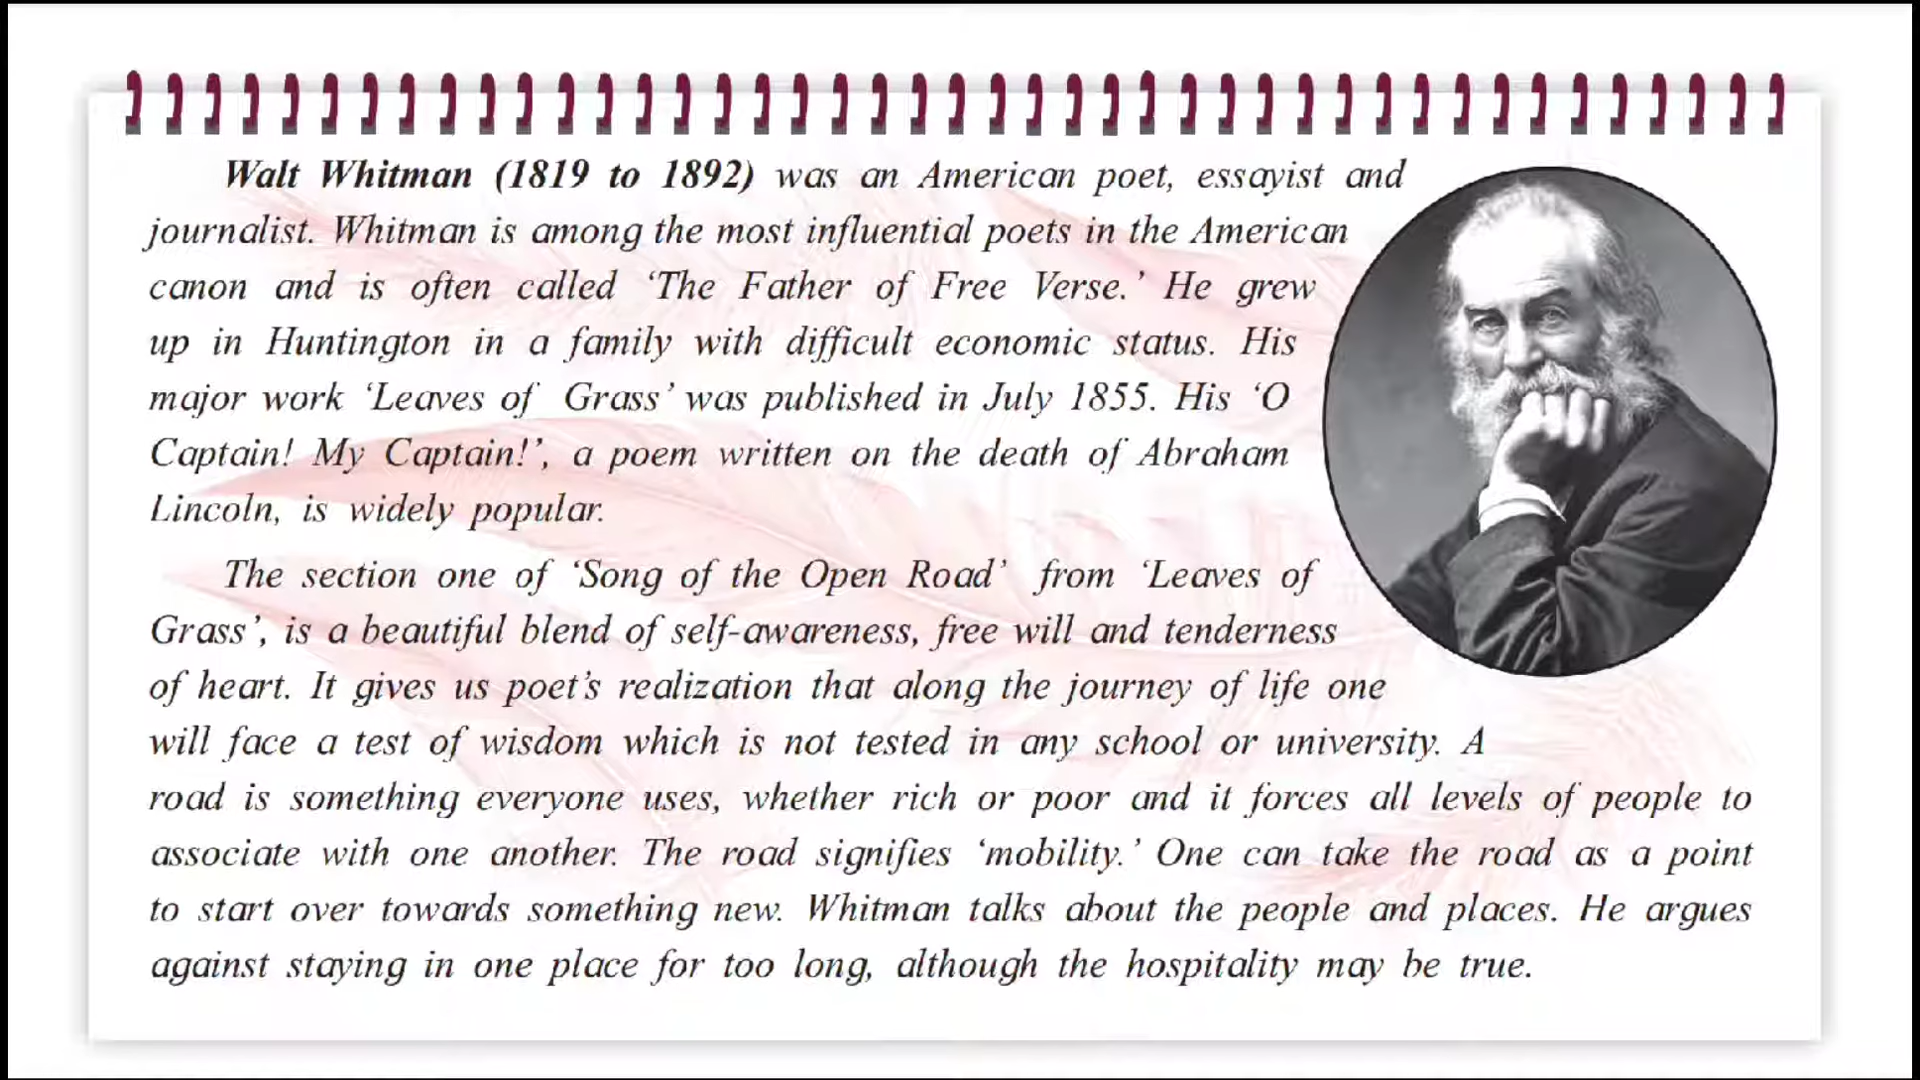 Walt Whitman (1819 to 1892) was an American poet, essayist and
journalist. Whitman is among the most influential poets in the American
canon and is often called ‘The Father of Free Verse.’ He grew
up in Huntington in a family with difficult economic status. His
major work ‘Leaves of Grass’ was published in July 1855. His ‘O
Captain! My Captain!’, a poem written on the death of Abraham
Lincoln, is widely popular.
The section one of ‘Song of the Open Road’ from ‘Leaves of
Grass’, is a beautiful blend of self-awareness, free will and tenderness
of heart. It gives us poet’s realization that along the journey of life one
will face a test of wisdom which is not tested in any school or university. A
road is something everyone uses, whether rich or poor and it forces all levels of people to
associate with one another. The road signifies ‘mobility.’ One can take the road as a point
to start over towards something new. Whitman talks about the people and places. He argues
against staying in one place for too long, although the hospitality may be true.